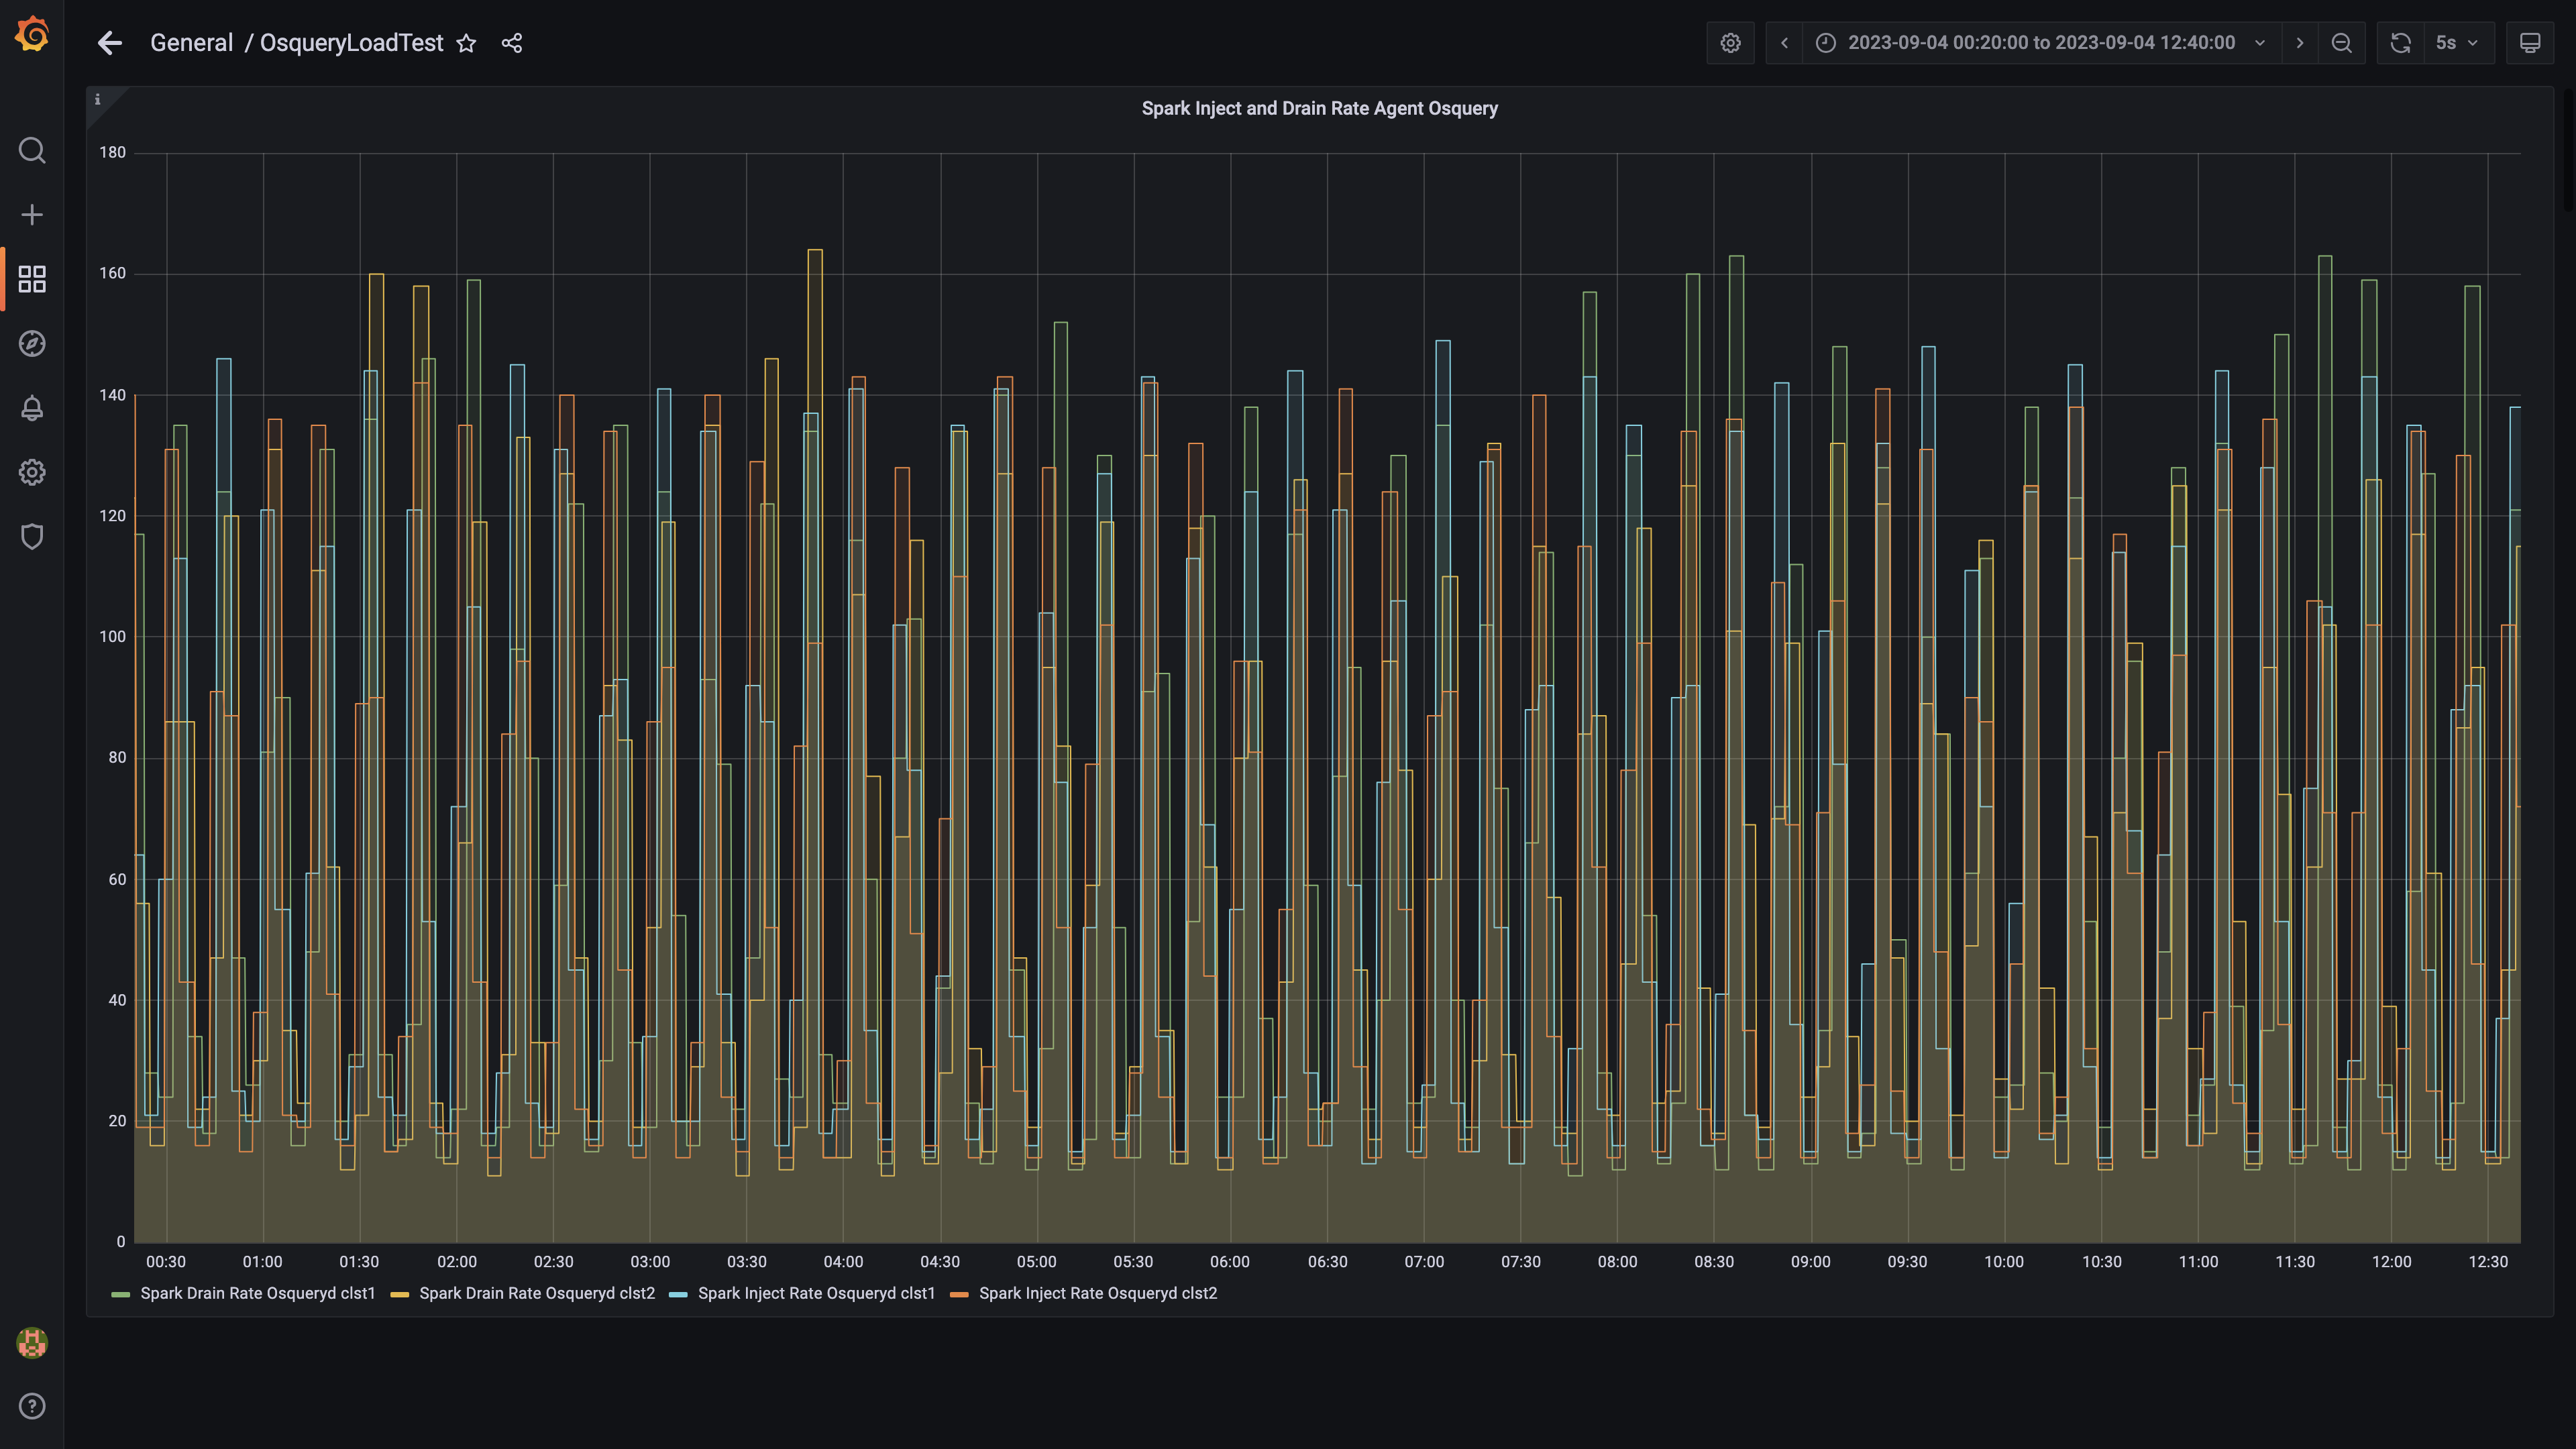 General / OsqueryLoadTest
2023-09-04 00:20:00 to 2023-09-04 12:40:00
5s
i
Spark Inject and Drain Rate Agent Osquery
180
160
140
120
100
80
60
40
20
0
00:30 01:00 01:30 02:00 02:30 03:00 03:30 04:00 04:30 05:00 05:30 06:00 06:30 07:00 07:30 08:00 08:30 09:00 09:30 10:00 10:30 11:00 11:30 12:00 12:30
Spark Drain Rate Osqueryd clst1 Spark Drain Rate Osqueryd clst2 Spark Inject Rate Osqueryd clst1 Spark Inject Rate Osqueryd clst2